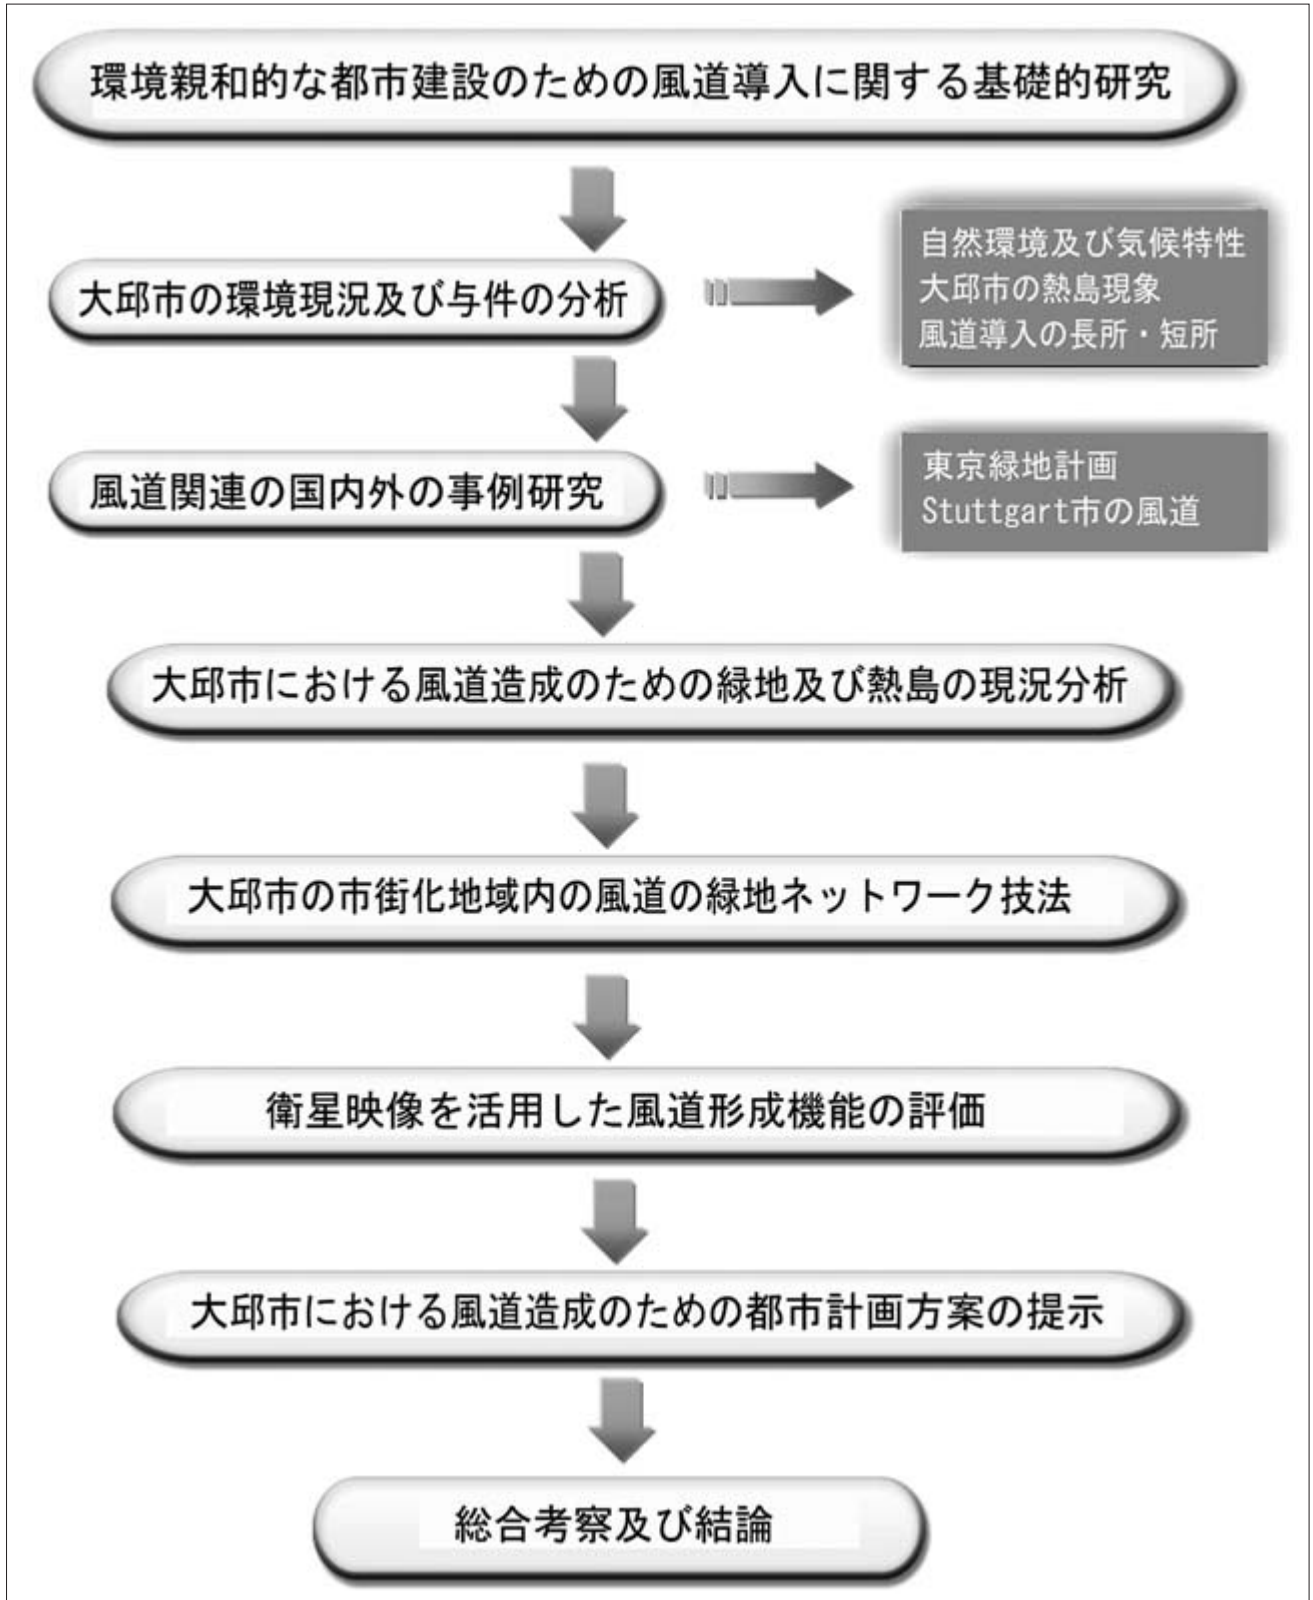 環境親和的な都市建設のための風道導入に関する基礎的研究
大邱市の環境現況及び与件の分析
自然環境及び気候特性
大邱市の熱島現象
風道導入の長所・短所
風道関連の国内外の事例研究
東京緑地計画
Stuttgart市の風道
大邱市における風道造成のための緑地及び熱島の現況分析
大邱市の市街化地域内の風道の緑地ネットワーク技法
衛星映像を活用した風道形成機能の評価
大邱市における風道造成のための都市計画方案の提示
総合考察及び結論